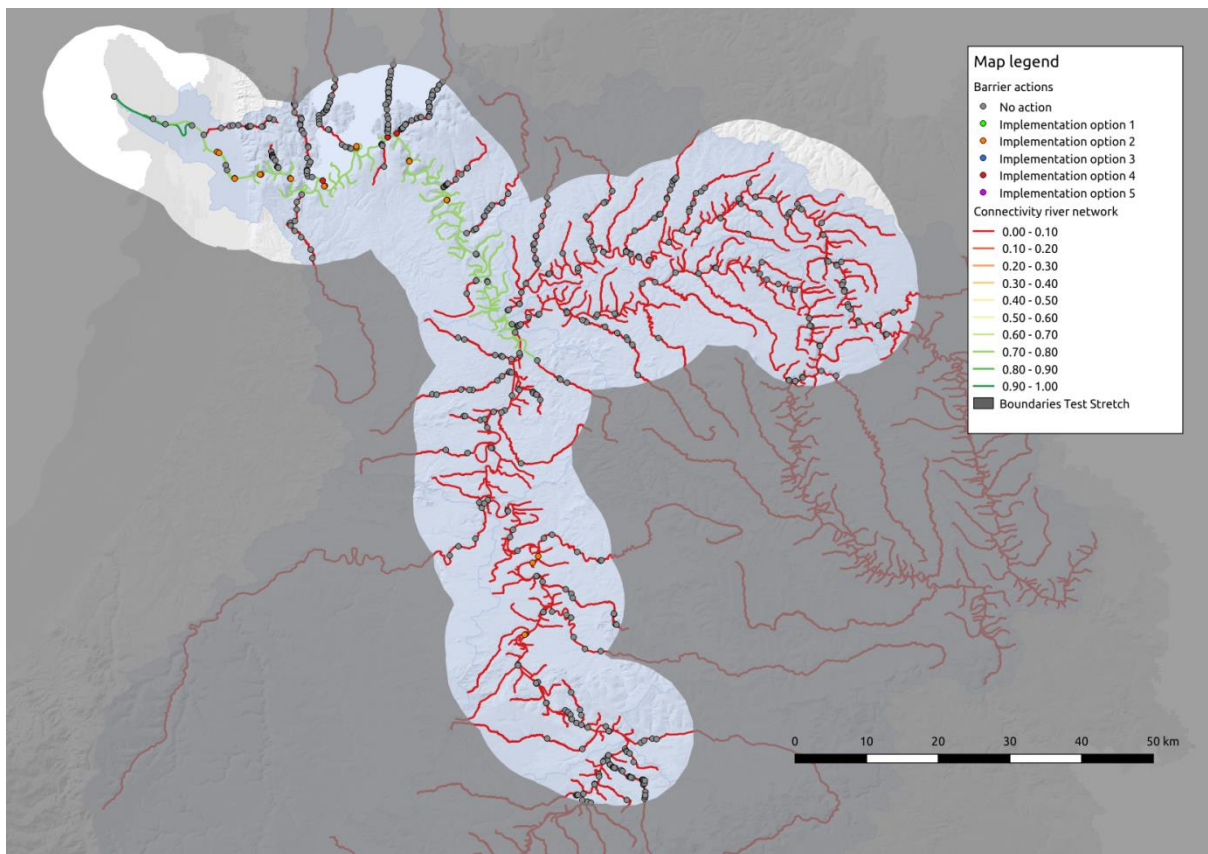 Map legend
Barrier actions
No action
Implementation option 1
Implementation option 2
Implementation option 3
Implementation option 4
Implementation option 5
Connectivity river network
0.00 - 0.10
0.10 - 0.20
0.20 - 0.30
0.30 - 0.40
0.40 - 0.50
0.50 - 0.60
0.60 - 0.70
0.70 - 0.80
0.80 - 0.90
0.90 - 1.00
Boundaries Test Stretch
0 10 20 30 40 50 km